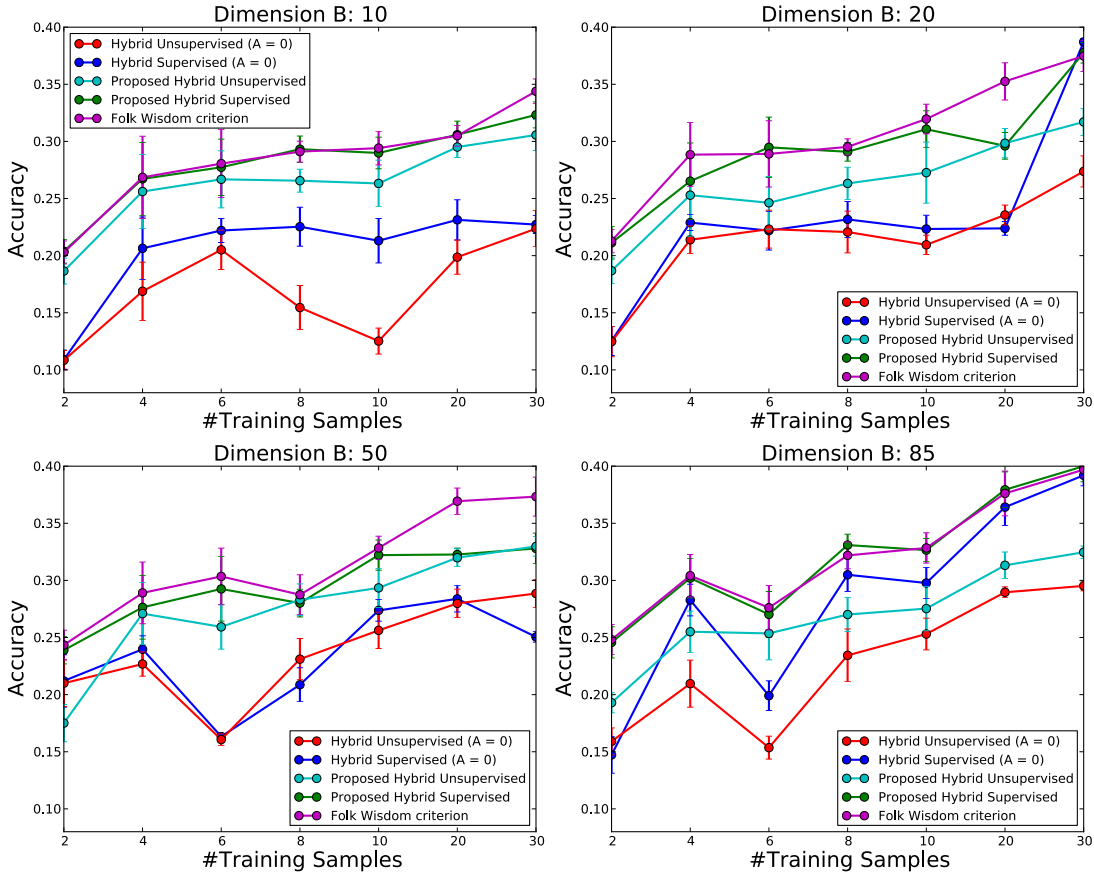 Dimension B: 10
0.40
0.35
0.30
0.25
0.20
0.15
0.10
Accuracy
Hybrid Unsupervised (A = 0)
Hybrid Supervised (A = 0)
Proposed Hybrid Unsupervised
Proposed Hybrid Supervised
Folk Wisdom criterion
2 4 6 8 10 20 30
#Training Samples
Dimension B: 20
0.40
0.35
0.30
0.25
0.20
0.15
0.10
Accuracy
Hybrid Unsupervised (A = 0)
Hybrid Supervised (A = 0)
Proposed Hybrid Unsupervised
Proposed Hybrid Supervised
Folk Wisdom criterion
2 4 6 8 10 20 30
#Training Samples
Dimension B: 50
0.40
0.35
0.30
0.25
0.20
0.15
0.10
Accuracy
Hybrid Unsupervised (A = 0)
Hybrid Supervised (A = 0)
Proposed Hybrid Unsupervised
Proposed Hybrid Supervised
Folk Wisdom criterion
2 4 6 8 10 20 30
#Training Samples
Dimension B: 85
0.40
0.35
0.30
0.25
0.20
0.15
0.10
Accuracy
Hybrid Unsupervised (A = 0)
Hybrid Supervised (A = 0)
Proposed Hybrid Unsupervised
Proposed Hybrid Supervised
Folk Wisdom criterion
2 4 6 8 10 20 30
#Training Samples